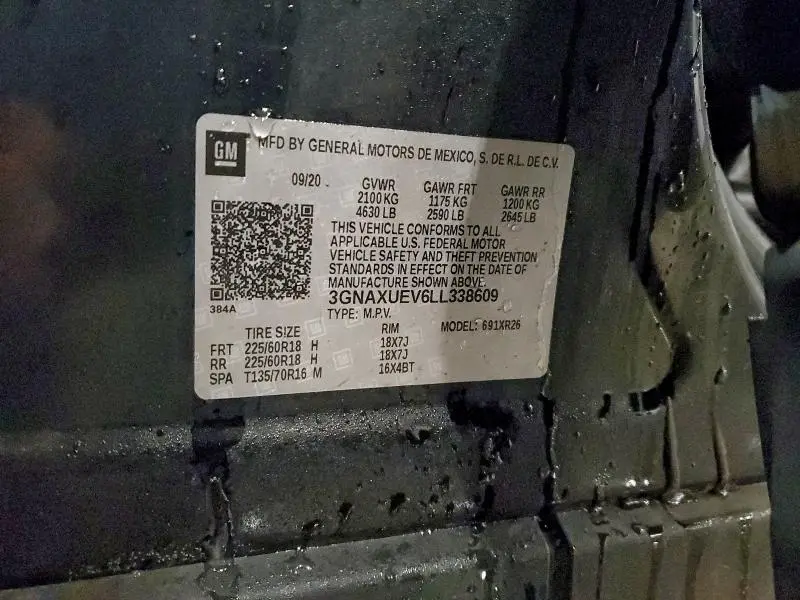 GM MFD BY GENERAL MOTORS DE MEXICO, S. DE R.L. DE C.V.
09/20 GVWR GAWR FRT GAWR RR
2100 KG 1175 KG 1200 KG
4630 LB 2590 LB 2645 LB
THIS VEHICLE CONFORMS TO ALL
APPLICABLE U.S. FEDERAL MOTOR
VEHICLE SAFETY AND THEFT PREVENTION
STANDARDS IN EFFECT ON THE DATE OF
MANUFACTURE SHOWN ABOVE.
384A 3GNAXUEV6LL338609
TYPE: M.P.V. MODEL: 691XR26
TIRE SIZE RIM
FRT 225/60R18 H 18X7J
RR 225/60R18 H 18X7J
SPA T135/70R16 M 16X4BT